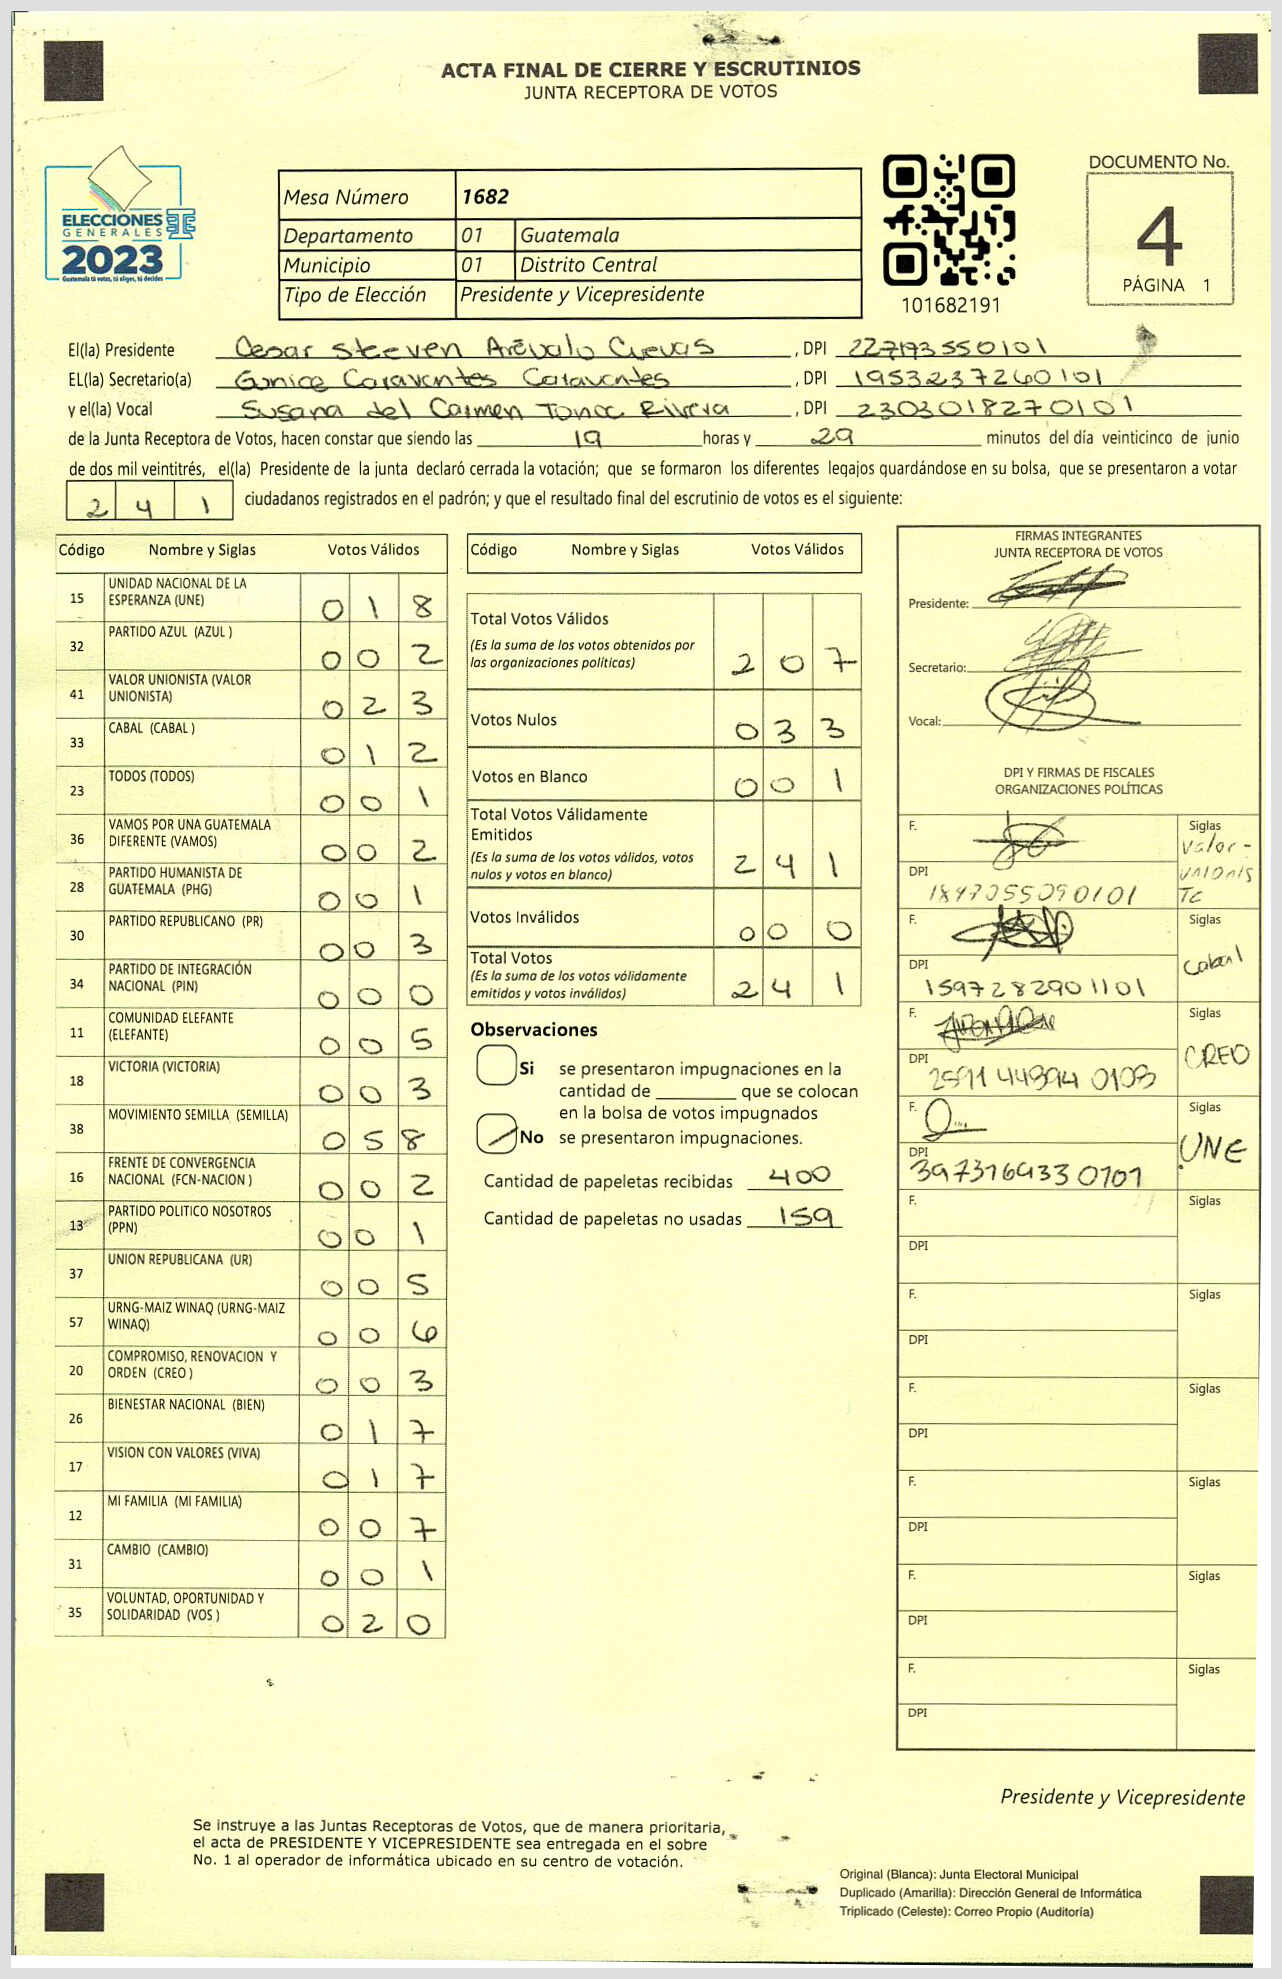 ACTA FINAL DE CIERRE Y ESCRUTINIOS
JUNTA RECEPTORA DE VOTOS
ELECCIONES
GENERALES
2023
Guatemala tú votas, tú eliges, tú decides
Mesa Número 1682
Departamento 01 Guatemala
Municipio 01 Distrito Central
Tipo de Elección Presidente y Vicepresidente
101682191
DOCUMENTO No.
4
PÁGINA 1
El(la) Presidente Cesar Steeven Arévalo Cuevas, DPI
EL(la) Secretario(a) Eunice Caravantes Caravantes, DPI 1953237260101
y el(la) Vocal Susana del Carmen Tonoc Rivera, DPI 2303018270101
de la Junta Receptora de Votos, hacen constar que siendo las 19 horas y 29 minutos del día veinticinco de junio
de dos mil veintitrés, el(la) Presidente de la junta declaró cerrada la votación; que se formaron los diferentes legajos quardándose en su bolsa, que se presentaron a votar
2 4 1 ciudadanos registrados en el padrón; y que el resultado final del escrutinio de votos es el siguiente:
Código Nombre y Siglas Votos Válidos
15 UNIDAD NACIONAL DE LA ESPERANZA (UNE) 0 1 8
32 PARTIDO AZUL (AZUL ) 0 0 2
41 VALOR UNIONISTA (VALOR UNIONISTA) 0 2 3
33 CABAL (CABAL ) 0 1 2
23 TODOS (TODOS) 0 0 1
36 VAMOS POR UNA GUATEMALA DIFERENTE (VAMOS) 0 0 2
28 PARTIDO HUMANISTA DE GUATEMALA (PHG) 0 0 1
30 PARTIDO REPUBLICANO (PR) 0 0 3
34 PARTIDO DE INTEGRACIÓN NACIONAL (PIN) 0 0 0
11 COMUNIDAD ELEFANTE (ELEFANTE) 0 0 5
18 VICTORIA (VICTORIA) 0 0 3
38 MOVIMIENTO SEMILLA (SEMILLA) 0 5 8
16 FRENTE DE CONVERGENCIA NACIONAL (FCN-NACION ) 0 0 2
13 PARTIDO POLITICO NOSOTROS (PPN) 0 0 1
37 UNION REPUBLICANA (UR) 0 0 5
57 URNG-MAIZ WINAQ (URNG-MAIZ WINAQ) 0 0 6
20 COMPROMISO, RENOVACION Y ORDEN (CREO ) 0 0 3
26 BIENESTAR NACIONAL (BIEN) 0 1 7
17 VISION CON VALORES (VIVA) 0 1 7
12 MI FAMILIA (MI FAMILIA) 0 0 7
31 CAMBIO (CAMBIO) 0 0 1
35 VOLUNTAD, OPORTUNIDAD Y SOLIDARIDAD (VOS ) 0 2 0
Código Nombre y Siglas Votos Válidos
Total Votos Válidos
(Es la suma de los votos obtenidos por
las organizaciones políticas) 2 0 7
Votos Nulos 0 3 3
Votos en Blanco 0 0 1
Total Votos Válidamente
Emitidos
(Es la suma de los votos válidos, votos
nulos y votos en blanco) 2 4 1
Votos Inválidos 0 0 0
Total Votos
(Es la suma de los votos válidamente
emitidos y votos inválidos) 2 4 1
Observaciones
Si se presentaron impugnaciones en la
cantidad de ________ que se colocan
en la bolsa de votos impugnados
No se presentaron impugnaciones.
Cantidad de papeletas recibidas 400
Cantidad de papeletas no usadas 159
FIRMAS INTEGRANTES
JUNTA RECEPTORA DE VOTOS
Presidente:
Secretario:
Vocal:
DPI Y FIRMAS DE FISCALES
ORGANIZACIONES POLÍTICAS
F. Siglas
Valor -
DPI 1847055090101
F. Siglas
DPI 1597282901101
F. Siglas
CREO
DPI
F. Siglas
UNE
DPI
F. Siglas
DPI
F. Siglas
DPI
F. Siglas
DPI
F. Siglas
DPI
F. Siglas
DPI
F. Siglas
DPI
Presidente y Vicepresidente
Se instruye a las Juntas Receptoras de Votos, que de manera prioritaria,
el acta de PRESIDENTE Y VICEPRESIDENTE sea entregada en el sobre
No. 1 al operador de informática ubicado en su centro de votación.
Original (Blanca): Junta Electoral Municipal
Duplicado (Amarilla): Dirección General de Informática
Triplicado (Celeste): Correo Propio (Auditoría)